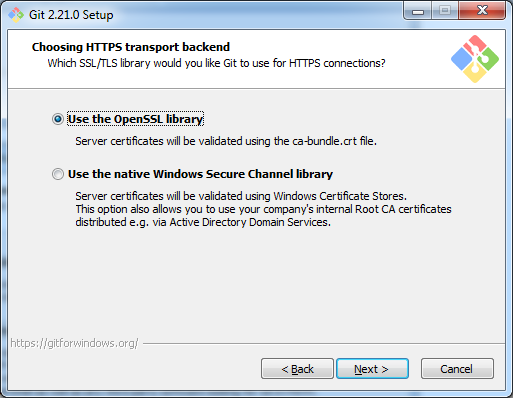 Git 2.21.0 Setup
Choosing HTTPS transport backend
Which SSL/TLS library would you like Git to use for HTTPS connections?
Use the OpenSSL library
Server certificates will be validated using the ca-bundle.crt file.
Use the native Windows Secure Channel library
Server certificates will be validated using Windows Certificate Stores.
This option also allows you to use your company's internal Root CA certificates
distributed e.g. via Active Directory Domain Services.
https://gitforwindows.org/
< Back
Next >
Cancel